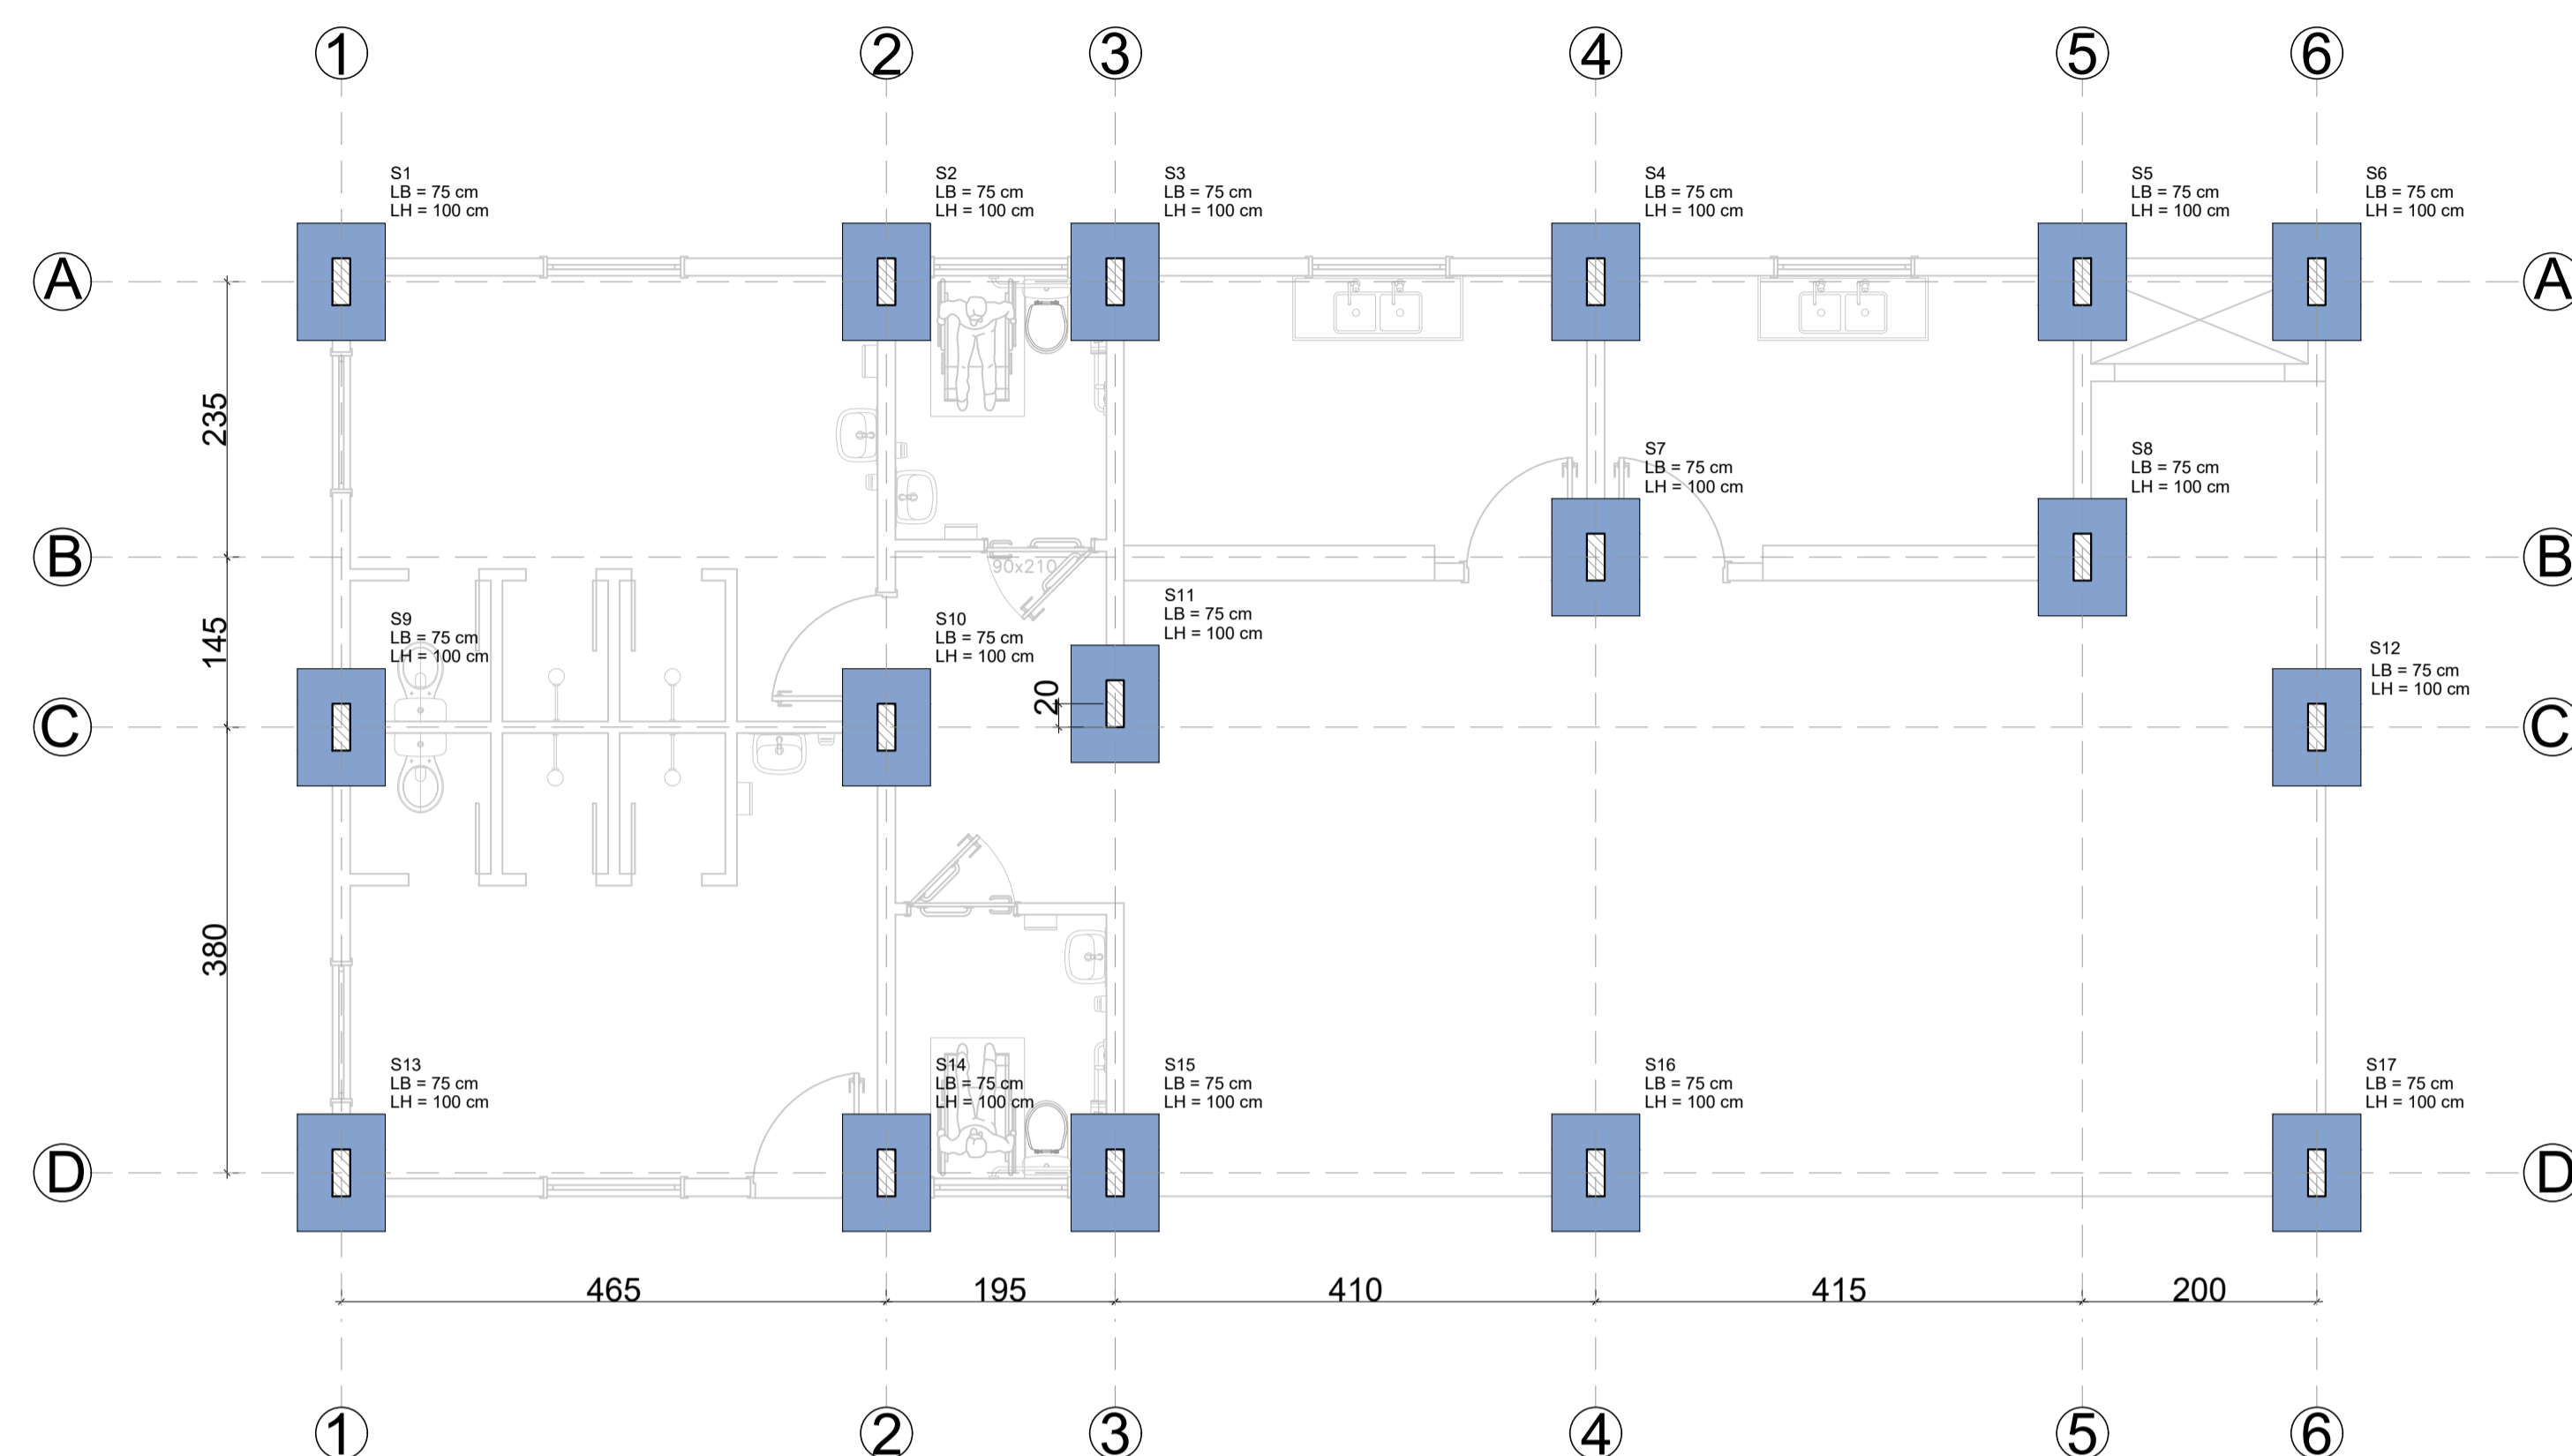 1 2 3 4 5 6
S1
LB = 75 cm
LH = 100 cm
S2
LB = 75 cm
LH = 100 cm
S3
LB = 75 cm
LH = 100 cm
S4
LB = 75 cm
LH = 100 cm
S5
LB = 75 cm
LH = 100 cm
S6
LB = 75 cm
LH = 100 cm
A A
235
S7
LB = 75 cm
LH = 100 cm
S8
LB = 75 cm
LH = 100 cm
B B
90x210
145
S9
LB = 75 cm
LH = 100 cm
S10
LB = 75 cm
LH = 100 cm
S11
LB = 75 cm
LH = 100 cm
S12
LB = 75 cm
LH = 100 cm
20
C C
380
S13
LB = 75 cm
LH = 100 cm
S14
LB = 75 cm
LH = 100 cm
S15
LB = 75 cm
LH = 100 cm
S16
LB = 75 cm
LH = 100 cm
S17
LB = 75 cm
LH = 100 cm
D D
465 195 410 415 200
1 2 3 4 5 6